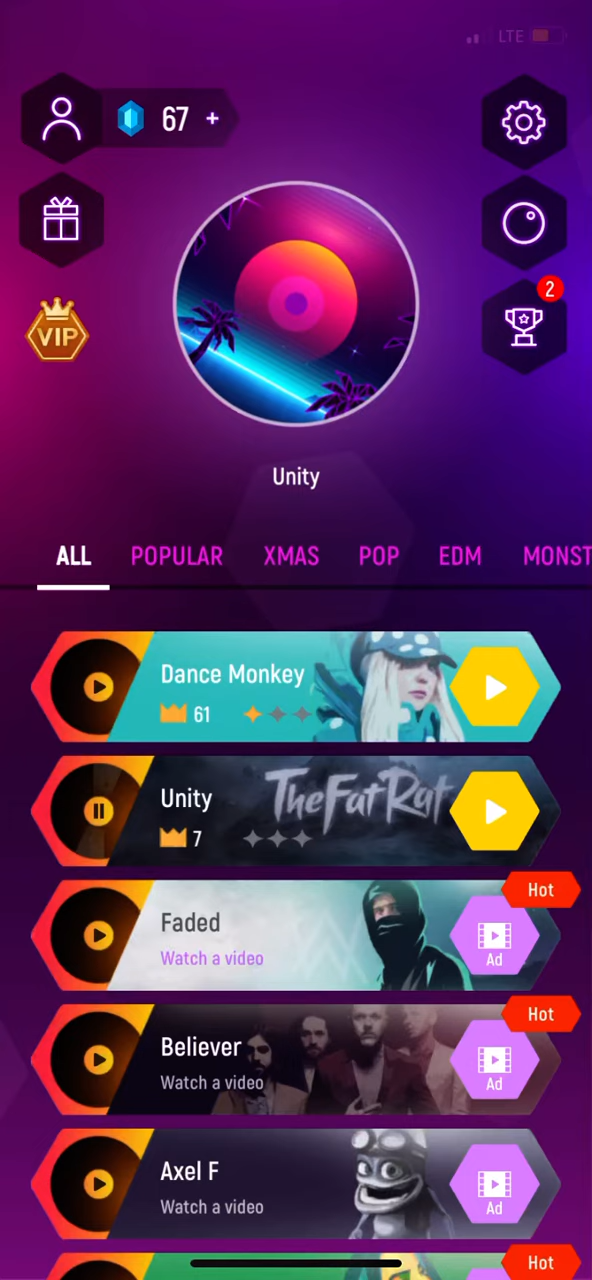 LTE
67 +
VIP
2
Unity
ALL POPULAR XMAS POP EDM MONST
Dance Monkey
61
Unity
TheFatRat
7
Hot
Faded
Watch a video
Ad
Hot
Believer
Watch a video
Ad
Axel F
Watch a video
Ad
Hot